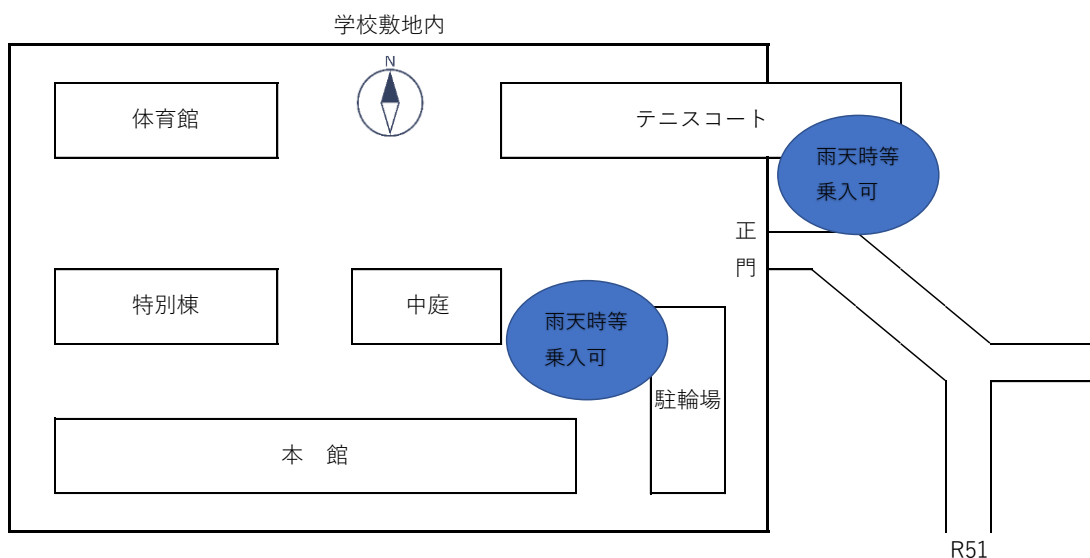 学校敷地内
N
体育館
テニスコート
雨天時等
乗入可
正
門
特別棟
中庭
雨天時等
乗入可
駐輪場
本　館
R51